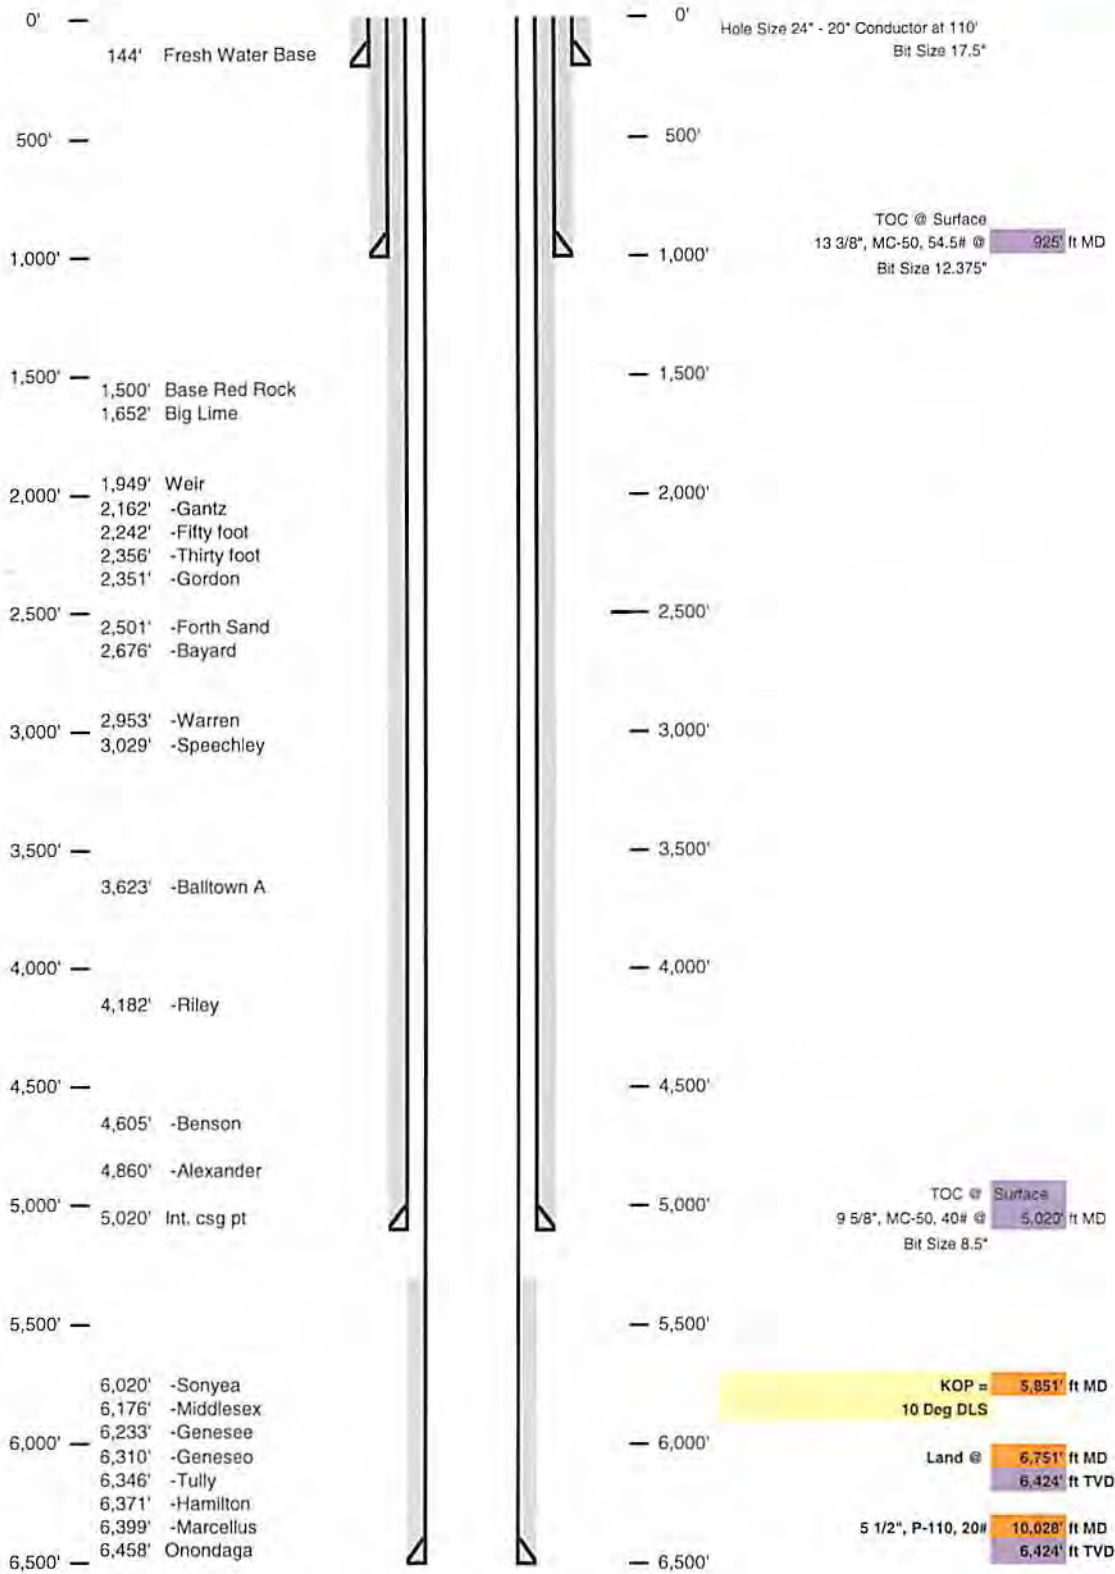 0'
144' Fresh Water Base
500'
1,000'
1,500'
1,500' Base Red Rock
1,652' Big Lime
1,949' Weir
2,000'
2,162' -Gantz
2,242' -Fifty foot
2,356' -Thirty foot
2,351' -Gordon
2,500'
2,501' -Forth Sand
2,676' -Bayard
2,953' -Warren
3,000'
3,029' -Speechley
3,500'
3,623' -Balltown A
4,000'
4,182' -Riley
4,500'
4,605' -Benson
4,860' -Alexander
5,000'
5,020' Int. csg pt
5,500'
6,020' -Sonyea
6,176' -Middlesex
6,233' -Genesee
6,000'
6,310' -Geneseo
6,346' -Tully
6,371' -Hamilton
6,399' -Marcellus
6,458' Onondaga
6,500'
0'
500'
1,000'
1,500'
2,000'
2,500'
3,000'
3,500'
4,000'
4,500'
5,000'
5,500'
6,000'
6,500'
Hole Size 24" - 20" Conductor at 110'
Bit Size 17.5"
TOC @ Surface
13 3/8", MC-50, 54.5# @ 925' ft MD
Bit Size 12.375"
TOC @ Surface
9 5/8", MC-50, 40# @ 5,020' ft MD
Bit Size 8.5"
KOP = 5,851' ft MD
10 Deg DLS
Land @ 6,751' ft MD
6,424' ft TVD
5 1/2", P-110, 20# 10,028' ft MD
6,424' ft TVD